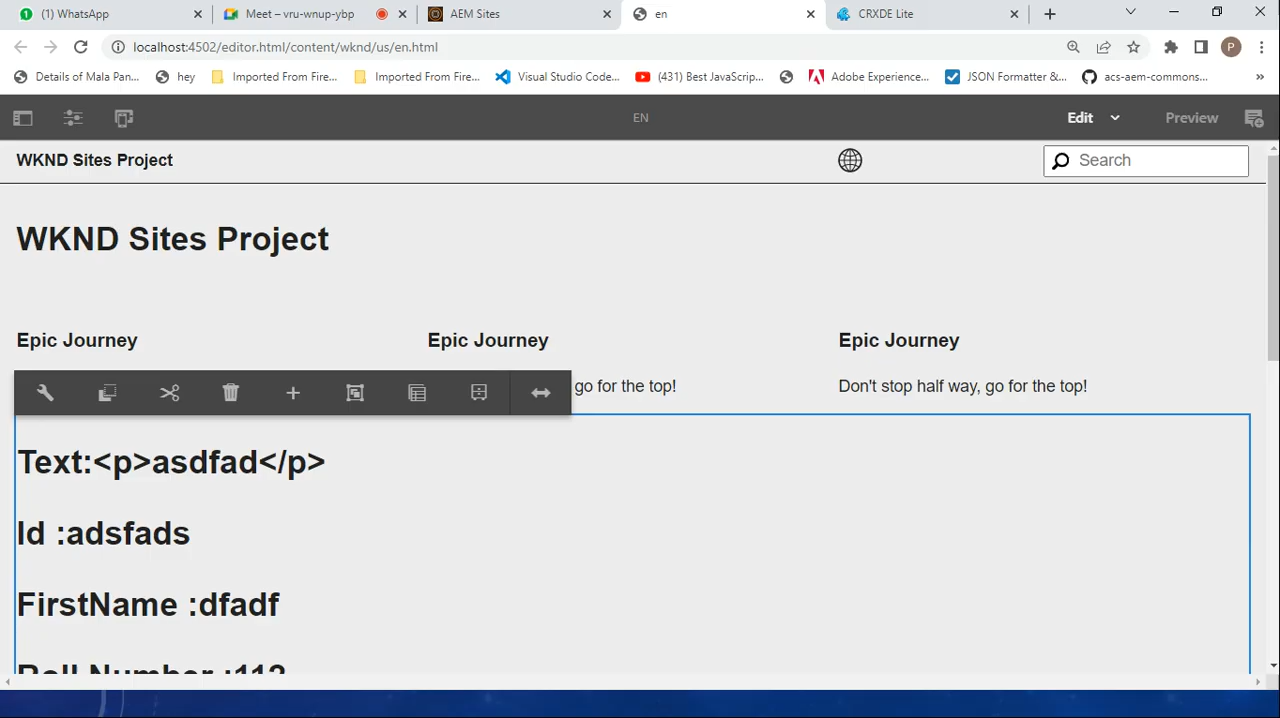 (1) WhatsApp
Meet – vru-wnup-ybp
AEM Sites
en
CRXDE Lite
localhost:4502/editor.html/content/wknd/us/en.html
P
Details of Mala Pan...
hey
Imported From Fire...
Imported From Fire...
Visual Studio Code...
(431) Best JavaScrip...
Adobe Experience...
JSON Formatter &...
acs-aem-commons...
»
EN
Edit
Preview
WKND Sites Project
Search
WKND Sites Project
Epic Journey
Epic Journey
Epic Journey
go for the top!
Don't stop half way, go for the top!
Text:<p>asdfad</p>
Id :adsfads
FirstName :dfadf
Roll Number :112